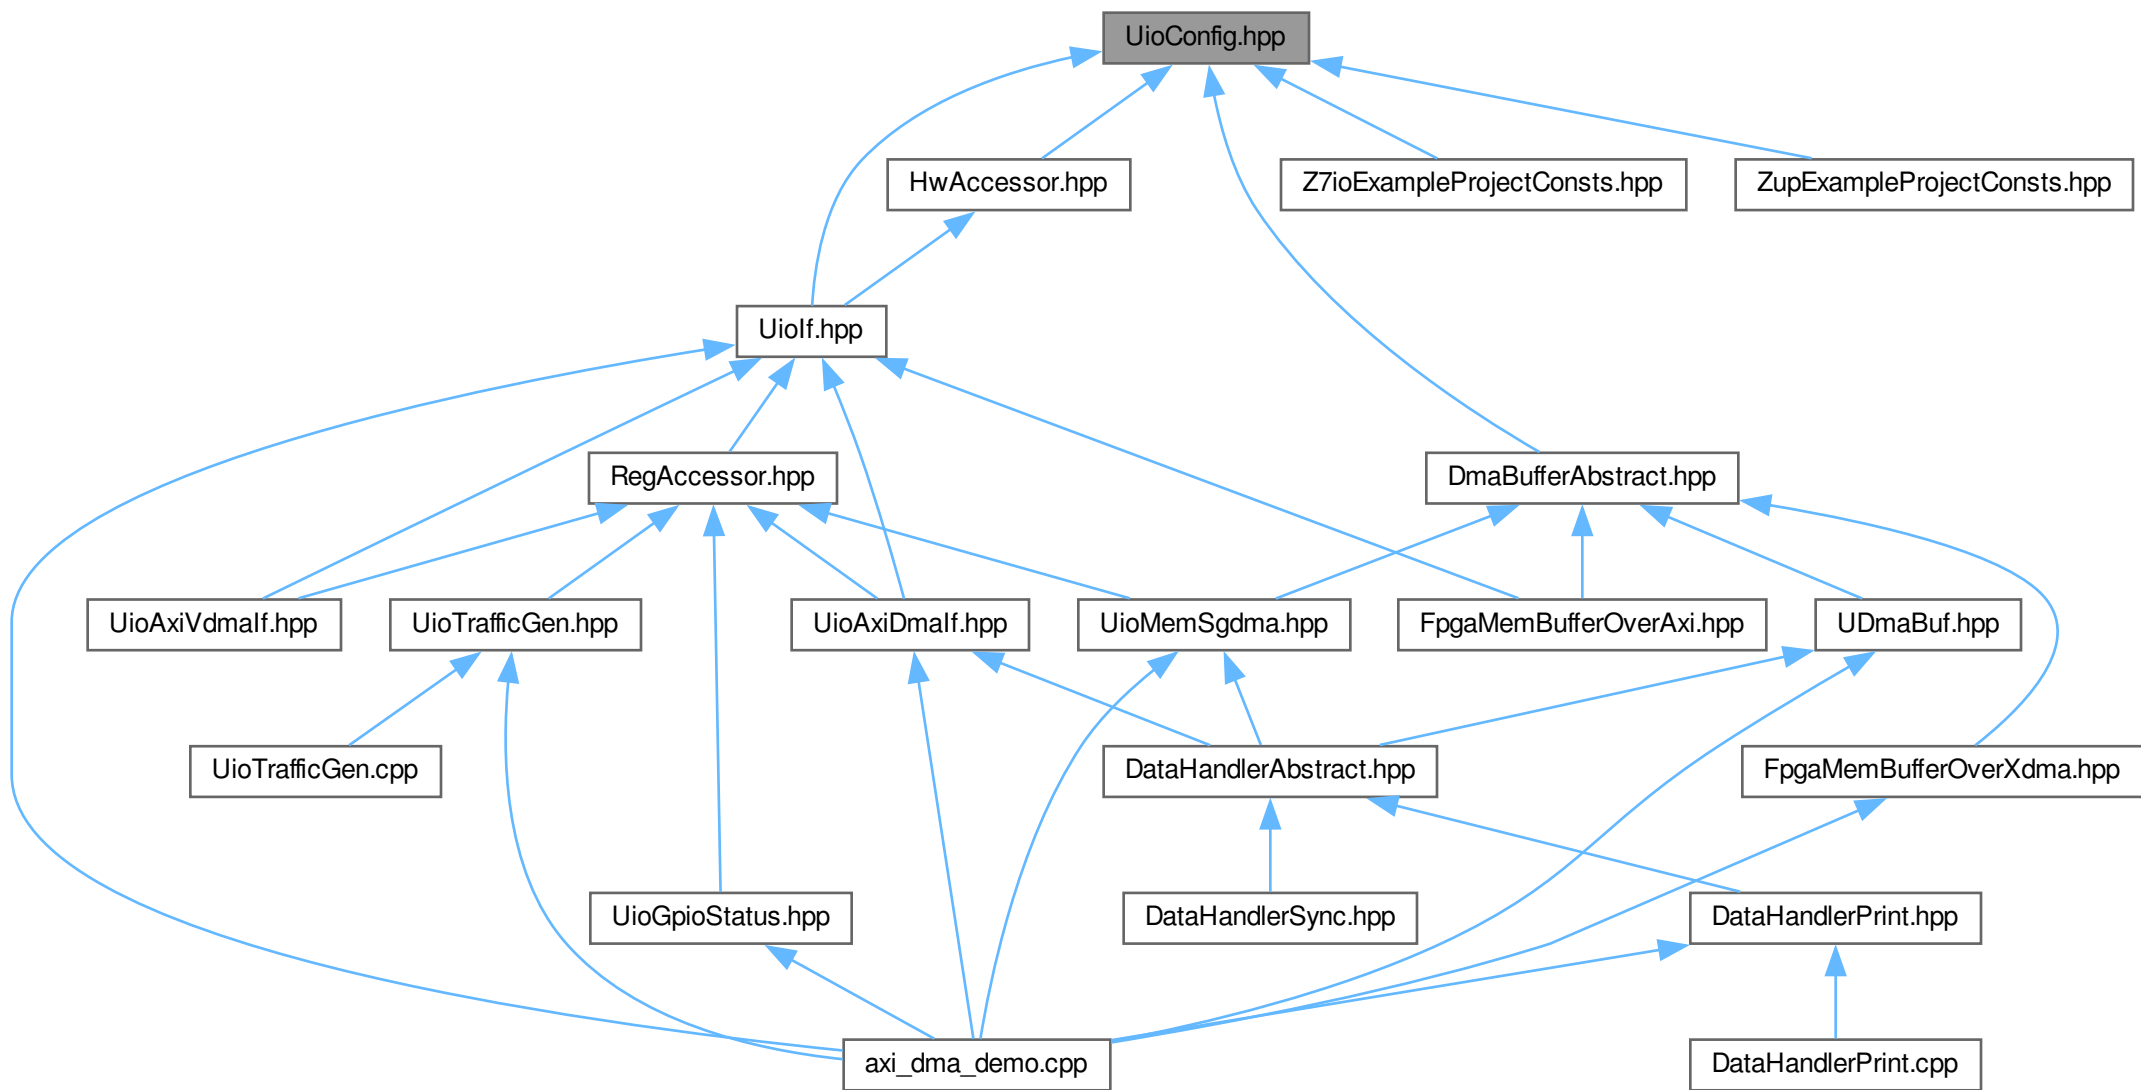 UioConfig.hpp
HwAccessor.hpp
Z7ioExampleProjectConsts.hpp
ZupExampleProjectConsts.hpp
UioIf.hpp
RegAccessor.hpp
DmaBufferAbstract.hpp
UioAxiVdmaIf.hpp
UioTrafficGen.hpp
UioAxiDmaIf.hpp
UioMemSgdma.hpp
FpgaMemBufferOverAxi.hpp
UDmaBuf.hpp
UioTrafficGen.cpp
DataHandlerAbstract.hpp
FpgaMemBufferOverXdma.hpp
UioGpioStatus.hpp
DataHandlerSync.hpp
DataHandlerPrint.hpp
axi_dma_demo.cpp
DataHandlerPrint.cpp